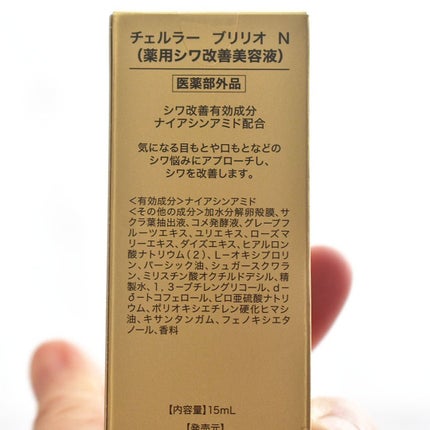 チェルラー ブリリオ N
(薬用シワ改善美容液)
医薬部外品
シワ改善有効成分
ナイアシンアミド配合
気になる目もとや口もとなどの
シワ悩みにアプローチし、
シワを改善します。
<有効成分>ナイアシンアミド
<その他の成分>加水分解卵殻膜、サ
クラ葉抽出液、コメ発酵液、グレープフ
ルーツエキス、ユリエキス、ローズマ
リーエキス、ダイズエキス、ヒアルロン
酸ナトリウム(2)、L-オキシプロリ
ン、パーシック油、シュガースクワラ
ン、ミリスチン酸オクチルドデシル、精
製水、1,3-ブチレングリコール、d-
δ-トコフェロール、ピロ亜硫酸ナトリ
ウム、ポリオキシエチレン硬化ヒマシ
油、キサンタンガム、フェノキシエタ
ノール、香料
【内容量】15mL
【発売元】